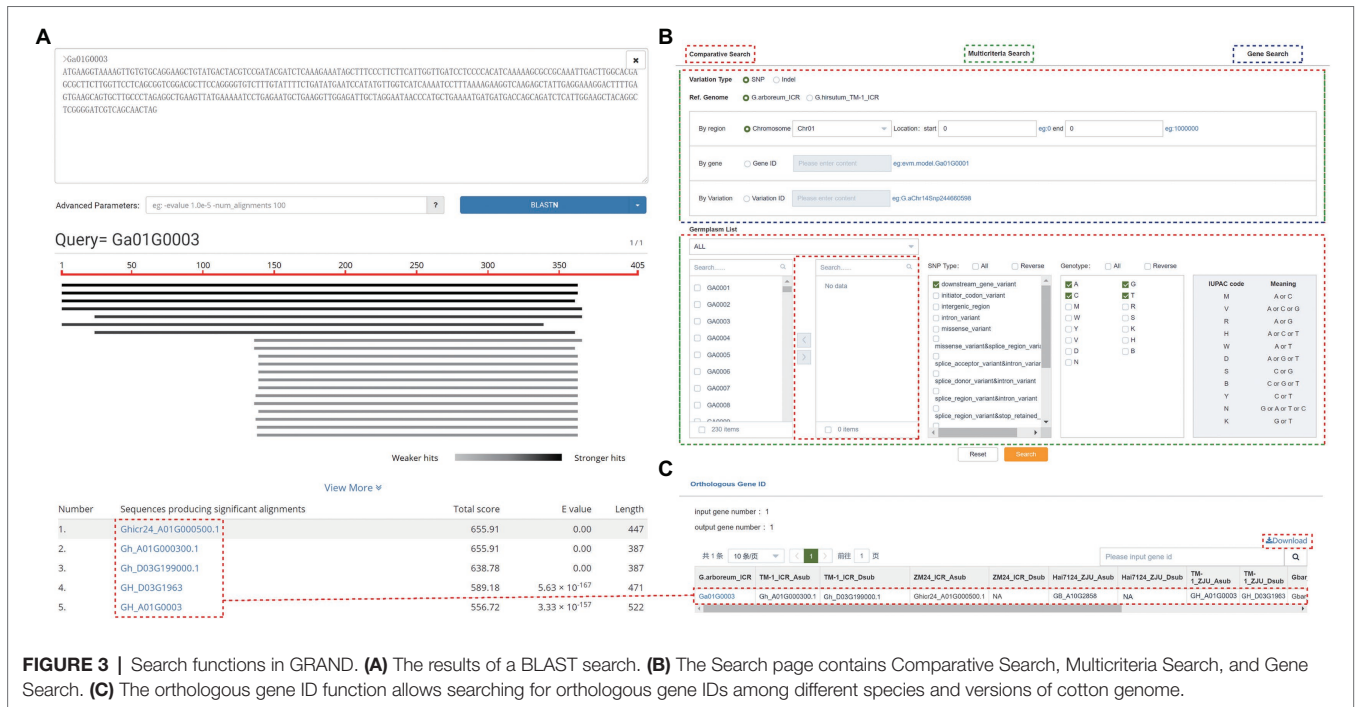 A
>Ga01G0003
Advanced Parameters: eg: -evalue 1.0e-5 -num_alignments 100 ? BLASTN
Query= Ga01G0003 1/1
1 50 100 150 200 250 300 350 405
Weaker hits Stronger hits
View More
Number Sequences producing significant alignments Total score E value Length
1. Ghicr24_A01G000500.1 655.91 0.00 447
2. Gh_A01G000300.1 655.91 0.00 387
3. Gh_D03G199000.1 638.78 0.00 387
4. GH_D03G1963 589.18 5.63 × 10⁻¹⁶⁷ 471
5. GH_A01G0003 556.72 3.33 × 10⁻¹⁵⁷ 522
B
Comparative Search Multicriteria Search Gene Search
Variation Type SNP Indel
Ref. Genome G.arboreum_ICR G.hirsutum_TM-1_ICR
By region Chromosome Chr01 Location: start 0 eg:0 end 0 eg:1000000
By gene Gene ID Please enter content eg:evm.model.Ga01G0001
By Variation Variation ID Please enter content eg:G.aChr14Snp244660598
Germplasm List
ALL
Search...... Search...... SNP Type: All Reverse Genotype: All Reverse
GA0001
GA0002
GA0003
GA0004
GA0005
GA0006
GA0007
GA0008
GA0009
230 items
No data
0 items
downstream_gene_variant
initiator_codon_variant
intergenic_region
intron_variant
missense_variant
missense_variant&splice_region_varia
splice_acceptor_variant&intron_varian
splice_donor_variant&intron_variant
splice_region_variant&intron_variant
splice_region_variant&stop_retained_
A G
C T
M R
W S
Y K
V H
D B
N
IUPAC code Meaning
M A or C
V A or C or G
R A or G
H A or C or T
W A or T
D A or G or T
S C or G
B C or G or T
Y C or T
N G or A or T or C
K G or T
Reset Search
C
Orthologous Gene ID
input gene number : 1
output gene number : 1
Download
共 1 条 10 条/页 1 前往 1 页 Please input gene id
G.arboreum_ICR TM-1_ICR_Asub TM-1_ICR_Dsub ZM24_ICR_Asub ZM24_ICR_Dsub Hai7124_ZJU_Asub Hai7124_ZJU_Dsub TM-1_ZJU_Asub TM-1_ZJU_Dsub Gbar
Ga01G0003 Gh_A01G000300.1 Gh_D03G199000.1 Ghicr24_A01G000500.1 NA GB_A10G2858 NA GH_A01G0003 GH_D03G1963 Gbar
FIGURE 3 | Search functions in GRAND. (A) The results of a BLAST search. (B) The Search page contains Comparative Search, Multicriteria Search, and Gene
Search. (C) The orthologous gene ID function allows searching for orthologous gene IDs among different species and versions of cotton genome.